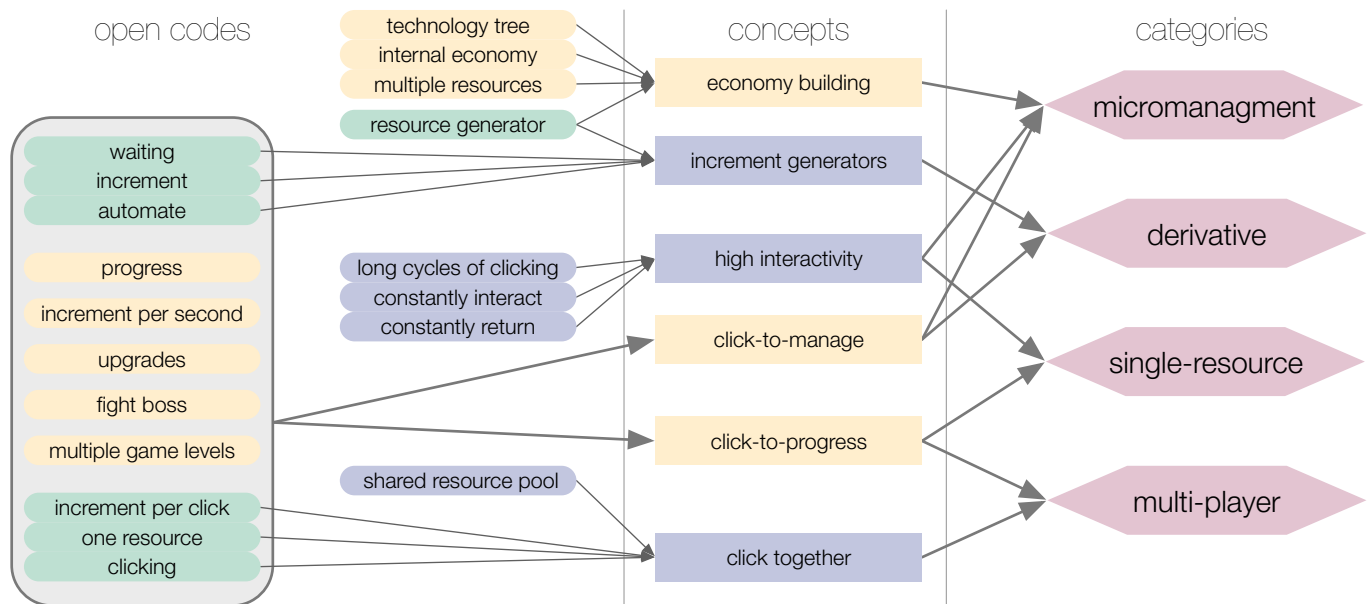 open codes
waiting
increment
automate
progress
increment per second
upgrades
fight boss
multiple game levels
increment per click
one resource
clicking
technology tree
internal economy
multiple resources
resource generator
long cycles of clicking
constantly interact
constantly return
shared resource pool
concepts
economy building
increment generators
high interactivity
click-to-manage
click-to-progress
click together
categories
micromanagment
derivative
single-resource
multi-player